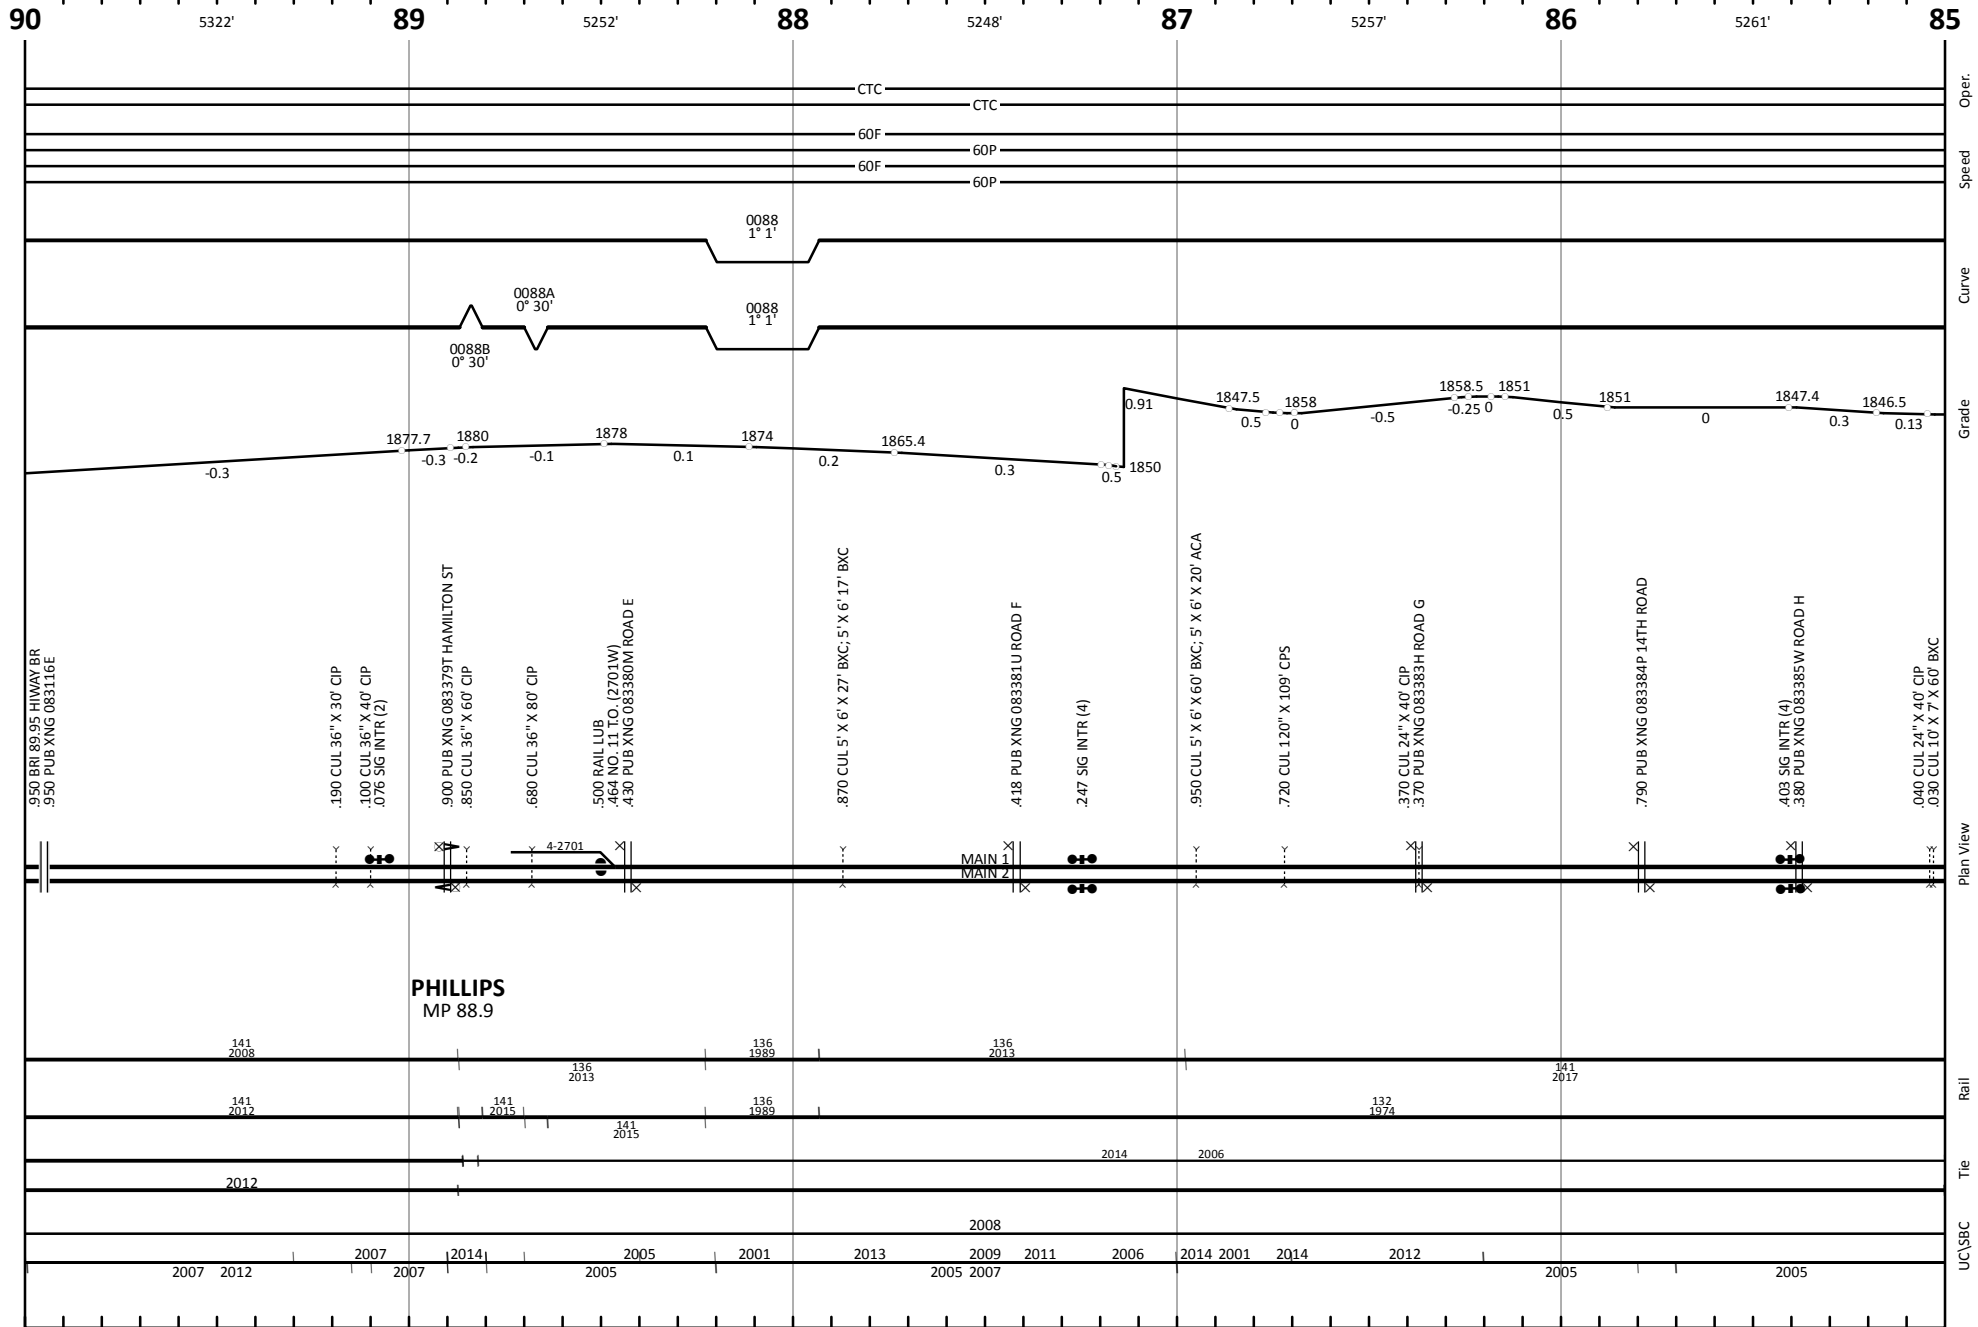 90 5322' 89 5252' 88 5248' 87 5257' 86 5261' 85
Oper.
CTC
CTC
Speed
60F
60P
60F
60P
Curve
0088
1° 1'
0088A
0° 30'
0088
1° 1'
0088B
0° 30'
Grade
1877.7 1880 1878 1874 1865.4 1850 1847.5 1858 1858.5 1851 1851 1847.4 1846.5
-0.3 -0.3 -0.2 -0.1 0.1 0.2 0.3 0.5 0.91 0.5 0 -0.5 -0.25 0 0.5 0 0.3 0.13
.950 BRI 89.95 HIWAY BR
.950 PUB XNG 083116E
.190 CUL 36" X 30' CIP
.100 CUL 36" X 40' CIP
.076 SIG INTR (2)
.900 PUB XNG 083379T HAMILTON ST
.850 CUL 36" X 60' CIP
.680 CUL 36" X 80' CIP
.500 RAIL LUB
.464 NO. 11 T.O. (2701W)
.430 PUB XNG 083380M ROAD E
.870 CUL 5' X 6' X 27' BXC; 5' X 6' 17' BXC
.418 PUB XNG 083381U ROAD F
.247 SIG INTR (4)
.950 CUL 5' X 6' X 60' BXC; 5' X 6' X 20' ACA
.720 CUL 120" X 109' CPS
.370 CUL 24" X 40' CIP
.370 PUB XNG 083383H ROAD G
.790 PUB XNG 083384P 14TH ROAD
.403 SIG INTR (4)
.380 PUB XNG 083385W ROAD H
.040 CUL 24" X 40' CIP
.030 CUL 10' X 7' X 60' BXC
Plan View
4-2701
MAIN 1
MAIN 2
PHILLIPS
MP 88.9
Rail
141
2008
136
2013
136
1989
136
2013
141
2017
141
2012
141
2015
141
2015
136
1989
132
1974
Tie
2014 2006
2012
UC\SBC
2008
2007 2014 2005 2001 2013 2009 2011 2006 2014 2001 2014 2012
2007 2012 2007 2005 2005 2007 2005 2005